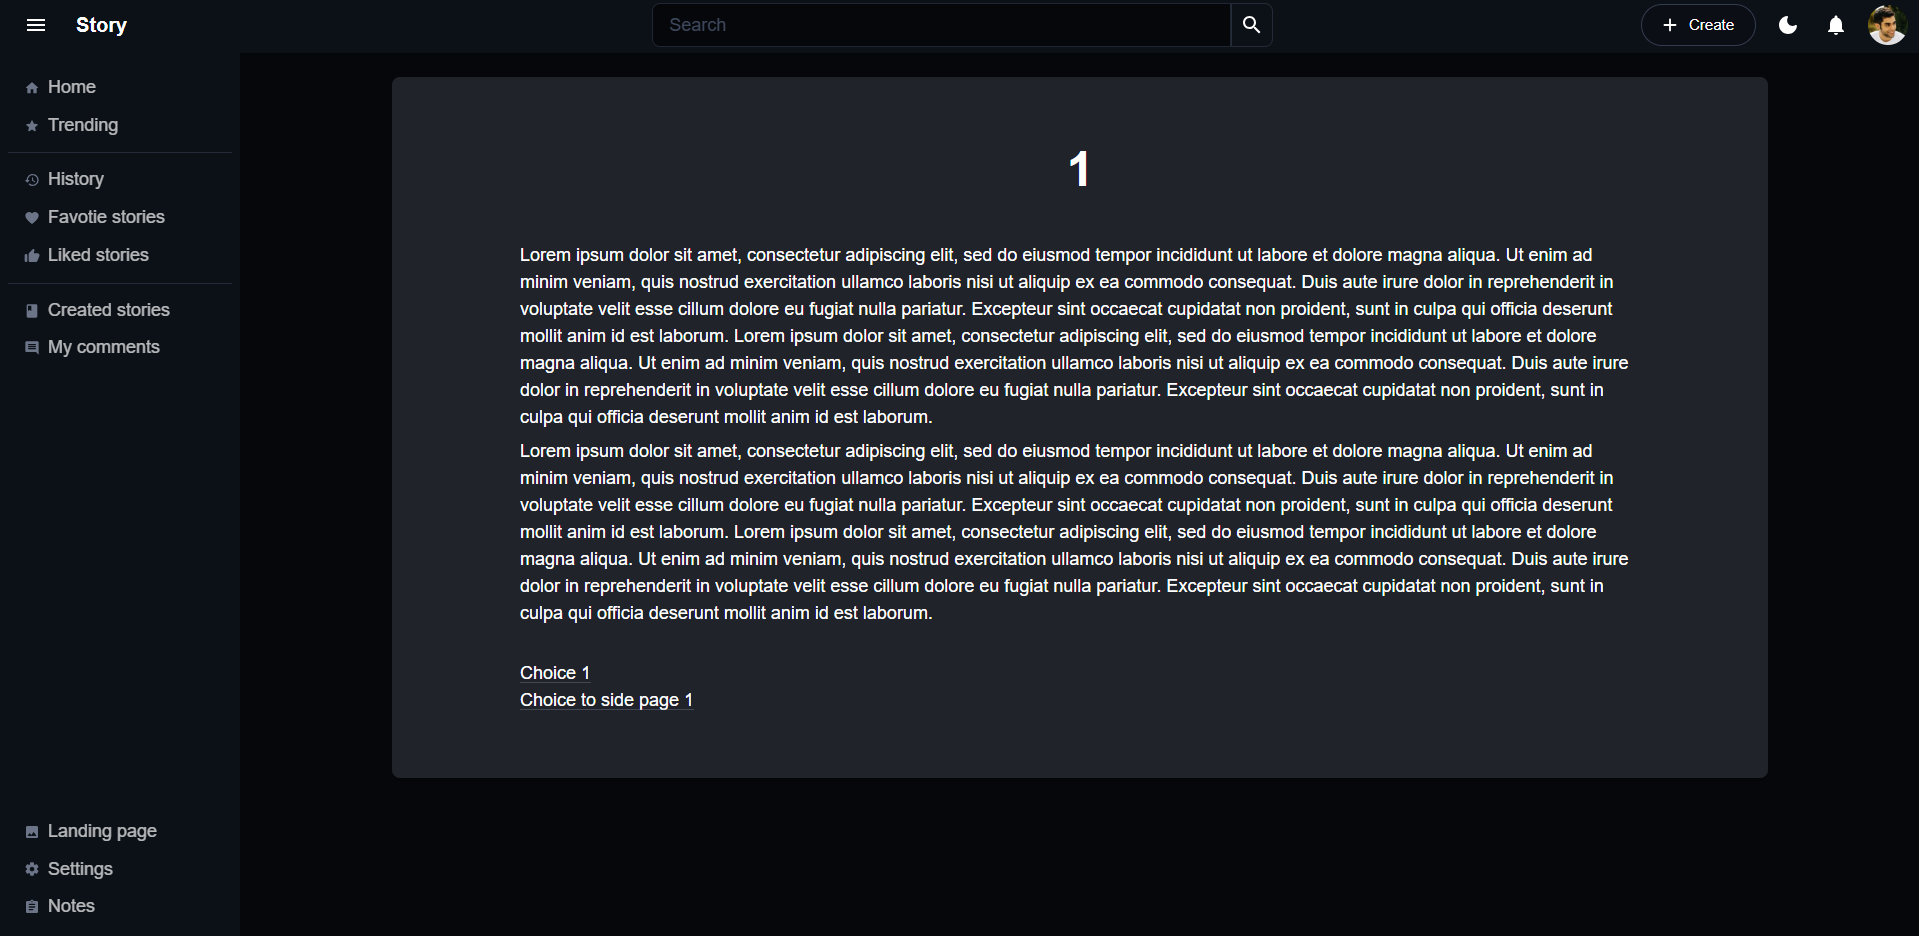 Story
Search
Create
Home
Trending
History
Favotie stories
Liked stories
Created stories
My comments
Landing page
Settings
Notes
1
Lorem ipsum dolor sit amet, consectetur adipiscing elit, sed do eiusmod tempor incididunt ut labore et dolore magna aliqua. Ut enim ad
minim veniam, quis nostrud exercitation ullamco laboris nisi ut aliquip ex ea commodo consequat. Duis aute irure dolor in reprehenderit in
voluptate velit esse cillum dolore eu fugiat nulla pariatur. Excepteur sint occaecat cupidatat non proident, sunt in culpa qui officia deserunt
mollit anim id est laborum. Lorem ipsum dolor sit amet, consectetur adipiscing elit, sed do eiusmod tempor incididunt ut labore et dolore
magna aliqua. Ut enim ad minim veniam, quis nostrud exercitation ullamco laboris nisi ut aliquip ex ea commodo consequat. Duis aute irure
dolor in reprehenderit in voluptate velit esse cillum dolore eu fugiat nulla pariatur. Excepteur sint occaecat cupidatat non proident, sunt in
culpa qui officia deserunt mollit anim id est laborum.
Lorem ipsum dolor sit amet, consectetur adipiscing elit, sed do eiusmod tempor incididunt ut labore et dolore magna aliqua. Ut enim ad
minim veniam, quis nostrud exercitation ullamco laboris nisi ut aliquip ex ea commodo consequat. Duis aute irure dolor in reprehenderit in
voluptate velit esse cillum dolore eu fugiat nulla pariatur. Excepteur sint occaecat cupidatat non proident, sunt in culpa qui officia deserunt
mollit anim id est laborum. Lorem ipsum dolor sit amet, consectetur adipiscing elit, sed do eiusmod tempor incididunt ut labore et dolore
magna aliqua. Ut enim ad minim veniam, quis nostrud exercitation ullamco laboris nisi ut aliquip ex ea commodo consequat. Duis aute irure
dolor in reprehenderit in voluptate velit esse cillum dolore eu fugiat nulla pariatur. Excepteur sint occaecat cupidatat non proident, sunt in
culpa qui officia deserunt mollit anim id est laborum.
Choice 1
Choice to side page 1